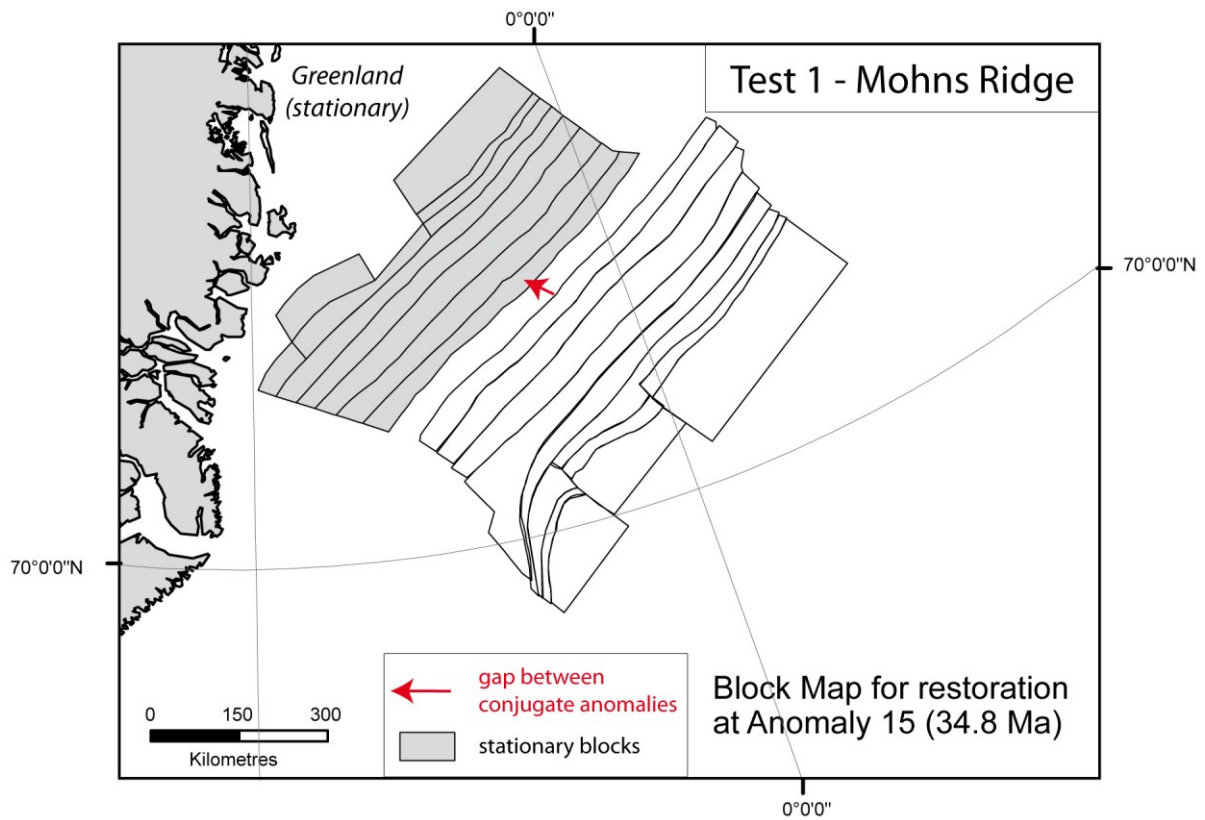 0°0'0"
Greenland
(stationary)
Test 1 - Mohns Ridge
70°0'0"N
70°0'0"N
gap between
conjugate anomalies
stationary blocks
Block Map for restoration
at Anomaly 15 (34.8 Ma)
0 150 300
Kilometres
0°0'0"